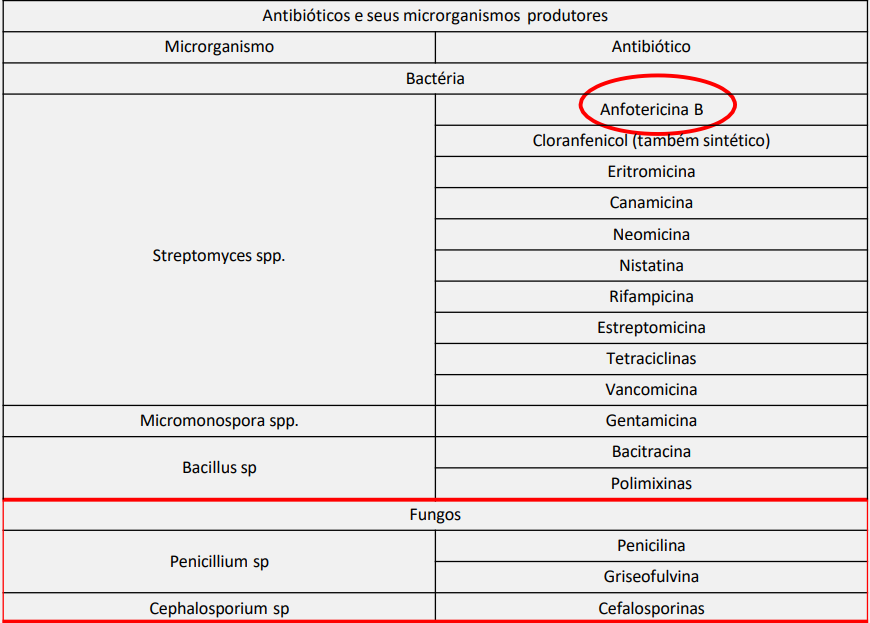 Antibióticos e seus microrganismos produtores
Microrganismo
Antibiótico
Bactéria
Streptomyces spp.
Anfotericina B
Cloranfenicol (também sintético)
Eritromicina
Canamicina
Neomicina
Nistatina
Rifampicina
Estreptomicina
Tetraciclinas
Vancomicina
Micromonospora spp.
Gentamicina
Bacillus sp
Bacitracina
Polimixinas
Fungos
Penicillium sp
Penicilina
Griseofulvina
Cephalosporium sp
Cefalosporinas